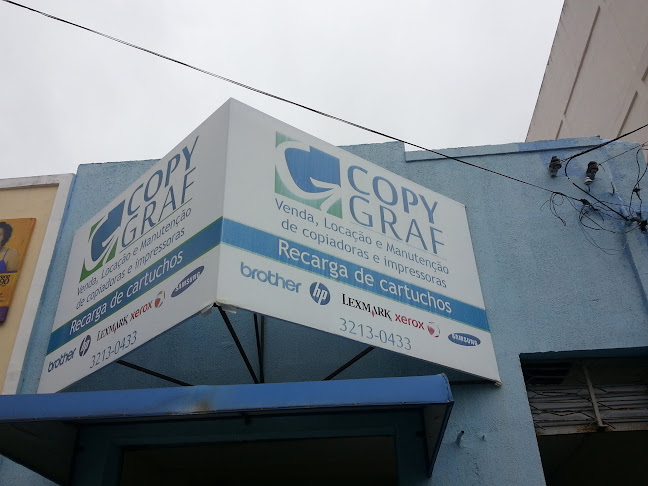 COPY
GRAF
Venda, Locação e Manutenção
de copiadoras e impressoras
Recarga de cartuchos
brother hp LEXMARK xerox SAMSUNG
3213-0433
COPY
GRAF
Venda, Locação e Manutenção
de copiadoras e impressoras
Recarga de cartuchos
brother hp LEXMARK xerox SAMSUNG
3213-0433